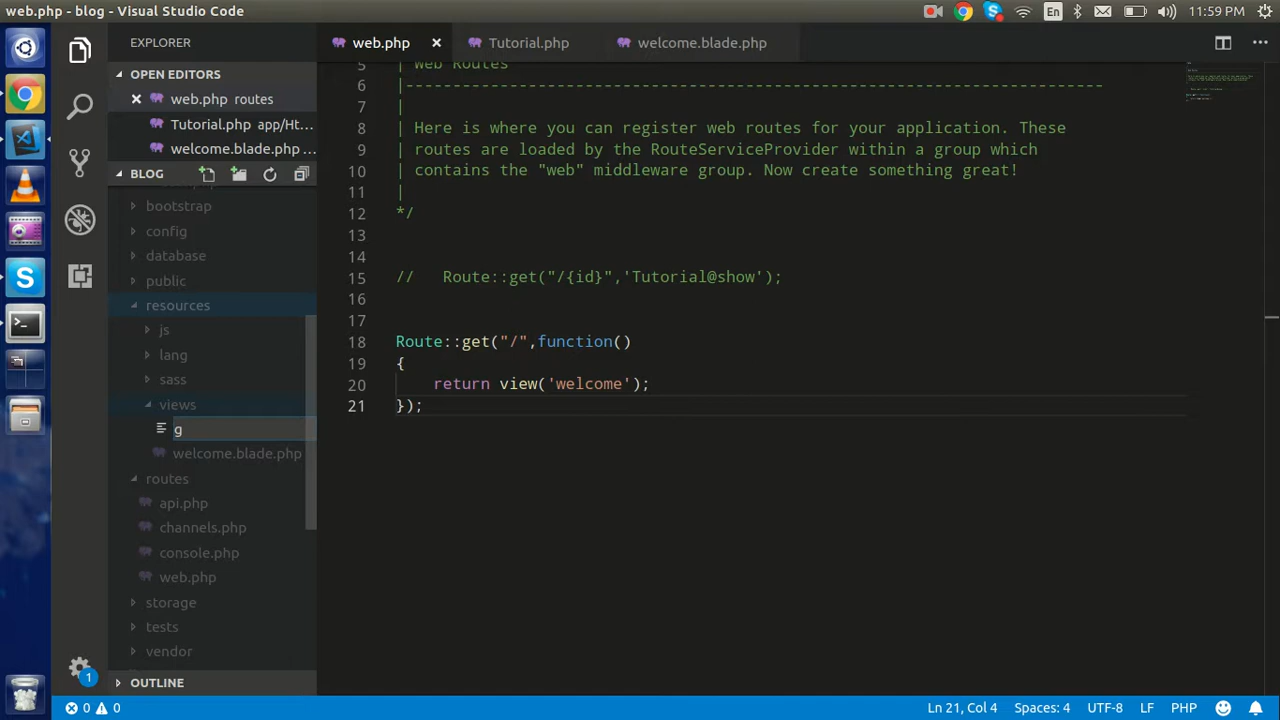 web.php - blog - Visual Studio Code
En
11:59 PM
EXPLORER
OPEN EDITORS
web.php routes
Tutorial.php app/Ht...
welcome.blade.php ...
BLOG
bootstrap
config
database
public
resources
js
lang
sass
views
g
welcome.blade.php
routes
api.php
channels.php
console.php
web.php
storage
tests
vendor
OUTLINE
web.php
Tutorial.php
welcome.blade.php
5 | Web Routes
6 |--------------------------------------------------------------------------
7 |
8 | Here is where you can register web routes for your application. These
9 | routes are loaded by the RouteServiceProvider within a group which
10 | contains the "web" middleware group. Now create something great!
11 |
12 */
13
14
15 //   Route::get("/{id}",'Tutorial@show');
16
17
18 Route::get("/",function()
19 {
20     return view('welcome');
21 });
1
0 0
Ln 21, Col 4
Spaces: 4
UTF-8
LF
PHP